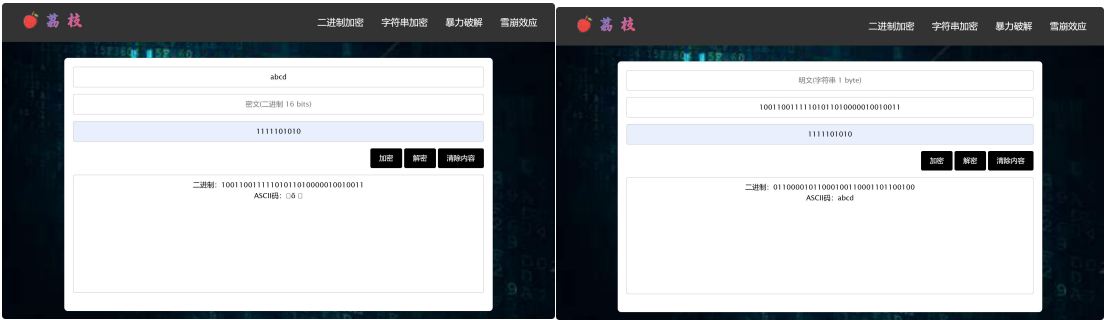 荔枝
二进制加密 字符串加密 暴力破解 雪崩效应
abcd
密文(二进制 16 bits)
1111101010
加密 解密 清除内容
二进制：10011001111101011010000010010011
ASCII码：õ
荔枝
二进制加密 字符串加密 暴力破解 雪崩效应
明文(字符串 1 byte)
10011001111101011010000010010011
1111101010
加密 解密 清除内容
二进制：01100001011000100110001101100100
ASCII码：abcd